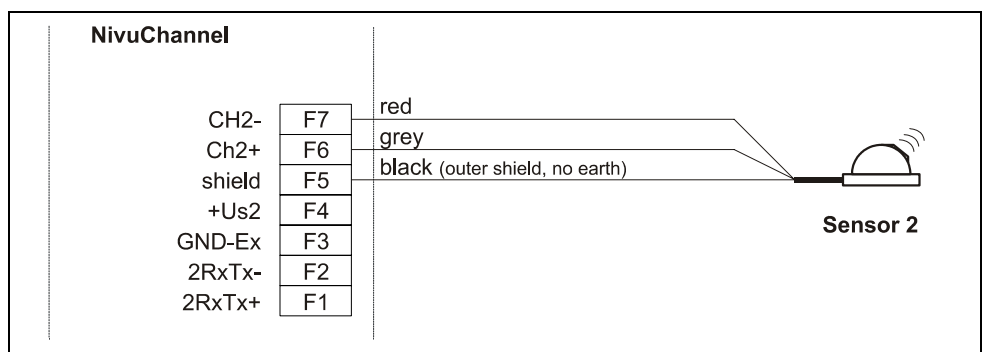 NivuChannel
CH2- F7 red
Ch2+ F6 grey
shield F5 black (outer shield, no earth)
+Us2 F4
GND-Ex F3
2RxTx- F2
2RxTx+ F1
Sensor 2